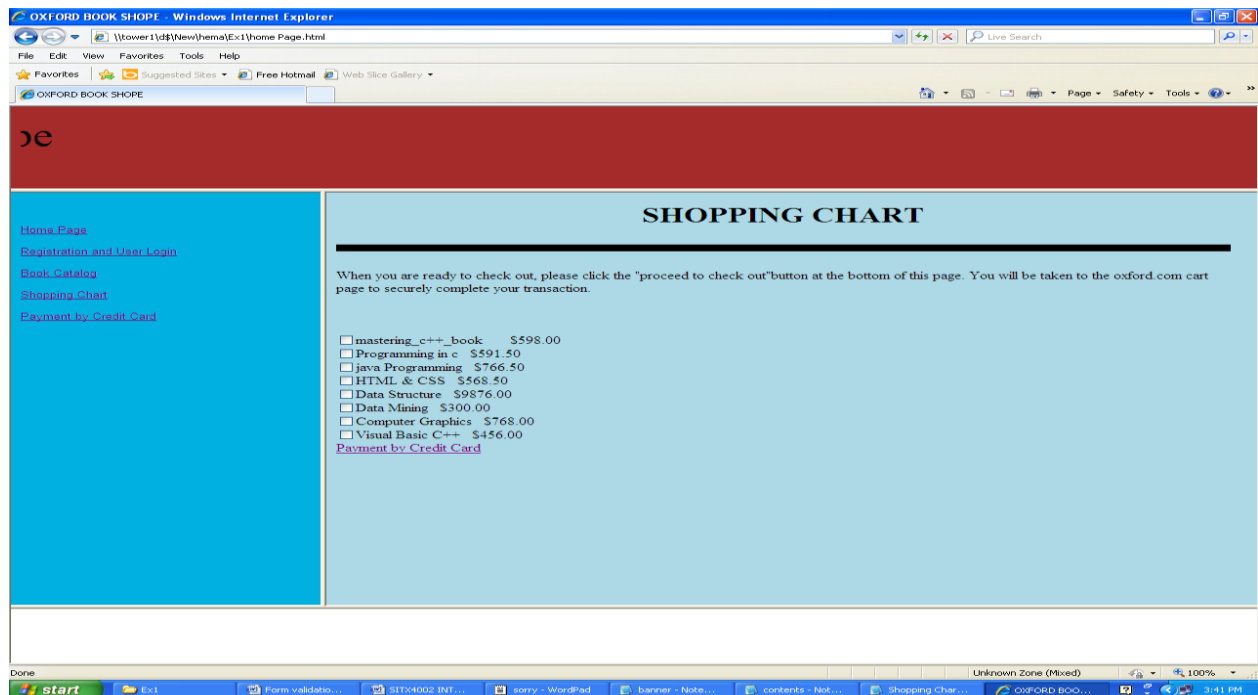 OXFORD BOOK SHOPE - Windows Internet Explorer
\\tower1\d$\New\hema\Ex1\home Page.html
Live Search
File Edit View Favorites Tools Help
Favorites Suggested Sites Free Hotmail Web Slice Gallery
OXFORD BOOK SHOPE
Page Safety Tools
pe
Home Page
Registration and User Login
Book Catalog
Shopping Chart
Payment by Credit Card
SHOPPING CHART
When you are ready to check out, please click the "proceed to check out"button at the bottom of this page. You will be taken to the oxford.com cart
page to securely complete your transaction.
mastering_c++_book $598.00
Programming in c $591.50
java Programming $766.50
HTML & CSS $568.50
Data Structure $9876.00
Data Mining $300.00
Computer Graphics $768.00
Visual Basic C++ $456.00
Payment by Credit Card
Done Unknown Zone (Mixed) 100%
start Ex1 Form validatio... SITX4002 INT... sorry - WordPad banner - Note... contents - Not... Shopping Char... OXFORD BOO... 3:41 PM